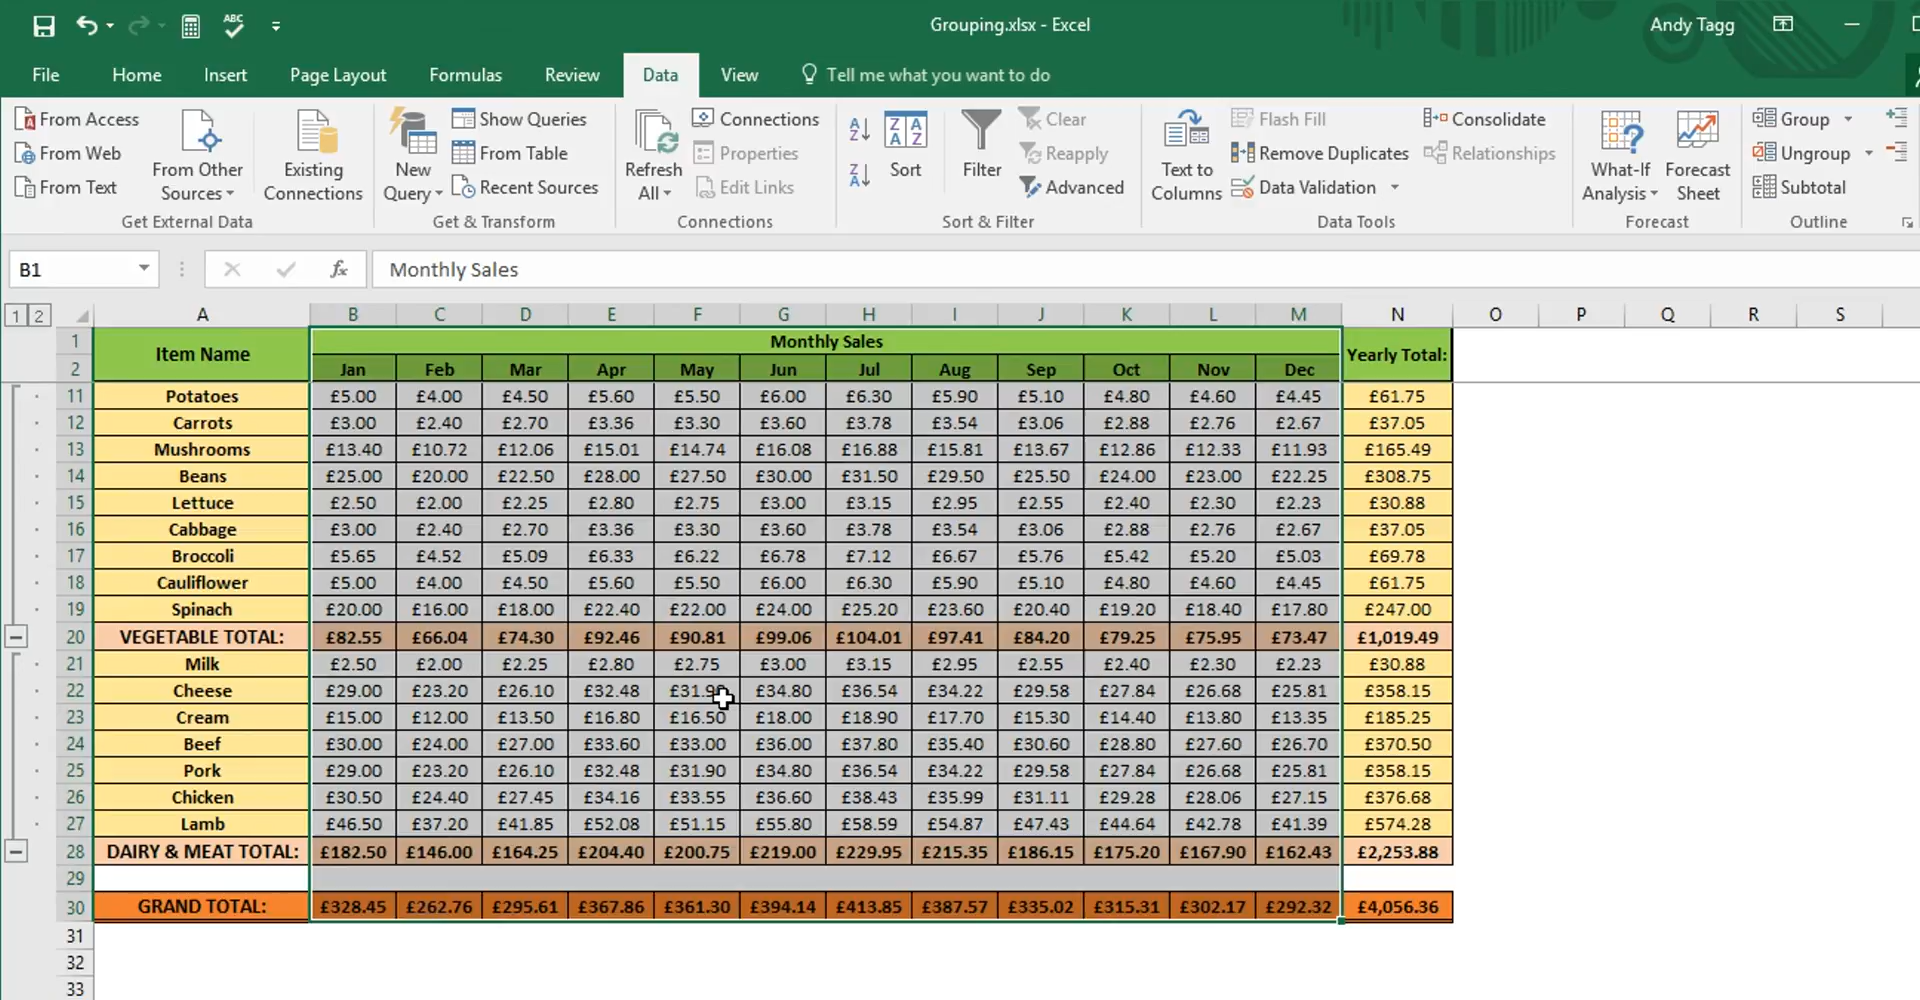 ABC
Grouping.xlsx - Excel
Andy Tagg
File Home Insert Page Layout Formulas Review Data View Tell me what you want to do
From Access
From Web
From Text
From Other Sources
Existing Connections
Get External Data
New Query
Show Queries
From Table
Recent Sources
Get & Transform
Refresh All
Connections
Properties
Edit Links
Connections
A Z
Z A
Z A A Z
Sort
Filter
Clear
Reapply
Advanced
Sort & Filter
Text to Columns
Flash Fill
Remove Duplicates
Data Validation
Consolidate
Relationships
Data Tools
What-If Analysis
Forecast Sheet
Forecast
Group
Ungroup
Subtotal
Outline
B1 fx Monthly Sales
1 2 A B C D E F G H I J K L M N O P Q R S
1 Item Name Monthly Sales Yearly Total:
2 Jan Feb Mar Apr May Jun Jul Aug Sep Oct Nov Dec
11 Potatoes £5.00 £4.00 £4.50 £5.60 £5.50 £6.00 £6.30 £5.90 £5.10 £4.80 £4.60 £4.45 £61.75
12 Carrots £3.00 £2.40 £2.70 £3.36 £3.30 £3.60 £3.78 £3.54 £3.06 £2.88 £2.76 £2.67 £37.05
13 Mushrooms £13.40 £10.72 £12.06 £15.01 £14.74 £16.08 £16.88 £15.81 £13.67 £12.86 £12.33 £11.93 £165.49
14 Beans £25.00 £20.00 £22.50 £28.00 £27.50 £30.00 £31.50 £29.50 £25.50 £24.00 £23.00 £22.25 £308.75
15 Lettuce £2.50 £2.00 £2.25 £2.80 £2.75 £3.00 £3.15 £2.95 £2.55 £2.40 £2.30 £2.23 £30.88
16 Cabbage £3.00 £2.40 £2.70 £3.36 £3.30 £3.60 £3.78 £3.54 £3.06 £2.88 £2.76 £2.67 £37.05
17 Broccoli £5.65 £4.52 £5.09 £6.33 £6.22 £6.78 £7.12 £6.67 £5.76 £5.42 £5.20 £5.03 £69.78
18 Cauliflower £5.00 £4.00 £4.50 £5.60 £5.50 £6.00 £6.30 £5.90 £5.10 £4.80 £4.60 £4.45 £61.75
19 Spinach £20.00 £16.00 £18.00 £22.40 £22.00 £24.00 £25.20 £23.60 £20.40 £19.20 £18.40 £17.80 £247.00
20 VEGETABLE TOTAL: £82.55 £66.04 £74.30 £92.46 £90.81 £99.06 £104.01 £97.41 £84.20 £79.25 £75.95 £73.47 £1,019.49
21 Milk £2.50 £2.00 £2.25 £2.80 £2.75 £3.00 £3.15 £2.95 £2.55 £2.40 £2.30 £2.23 £30.88
22 Cheese £29.00 £23.20 £26.10 £32.48 £34.80 £36.54 £34.22 £29.58 £27.84 £26.68 £25.81 £358.15
23 Cream £15.00 £12.00 £13.50 £16.80 £16.50 £18.00 £18.90 £17.70 £15.30 £14.40 £13.80 £13.35 £185.25
24 Beef £30.00 £24.00 £27.00 £33.60 £33.00 £36.00 £37.80 £35.40 £30.60 £28.80 £27.60 £26.70 £370.50
25 Pork £29.00 £23.20 £26.10 £32.48 £31.90 £34.80 £36.54 £34.22 £29.58 £27.84 £26.68 £25.81 £358.15
26 Chicken £30.50 £24.40 £27.45 £34.16 £33.55 £36.60 £38.43 £35.99 £31.11 £29.28 £28.06 £27.15 £376.68
27 Lamb £46.50 £37.20 £41.85 £52.08 £51.15 £55.80 £58.59 £54.87 £47.43 £44.64 £42.78 £41.39 £574.28
28 DAIRY & MEAT TOTAL: £182.50 £146.00 £164.25 £204.40 £200.75 £219.00 £229.95 £215.35 £186.15 £175.20 £167.90 £162.43 £2,253.88
29
30 GRAND TOTAL: £328.45 £262.76 £295.61 £367.86 £361.30 £394.14 £413.85 £387.57 £335.02 £315.31 £302.17 £292.32 £4,056.36
31
32
33